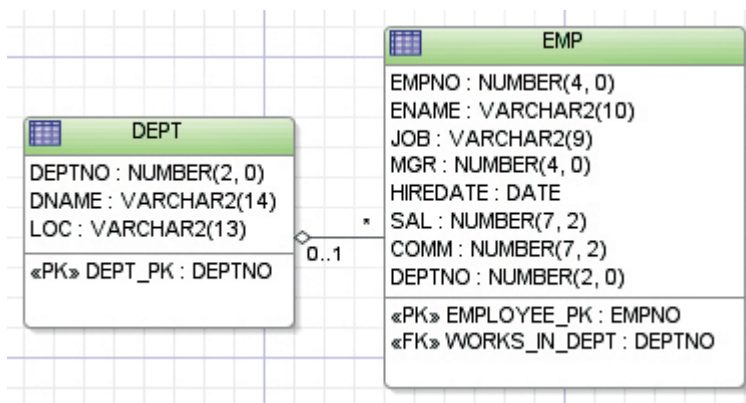 DEPT
DEPTNO : NUMBER(2, 0)
DNAME : VARCHAR2(14)
LOC : VARCHAR2(13)
«PK» DEPT_PK : DEPTNO
0..1
*
EMP
EMPNO : NUMBER(4, 0)
ENAME : VARCHAR2(10)
JOB : VARCHAR2(9)
MGR : NUMBER(4, 0)
HIREDATE : DATE
SAL : NUMBER(7, 2)
COMM : NUMBER(7, 2)
DEPTNO : NUMBER(2, 0)
«PK» EMPLOYEE_PK : EMPNO
«FK» WORKS_IN_DEPT : DEPTNO